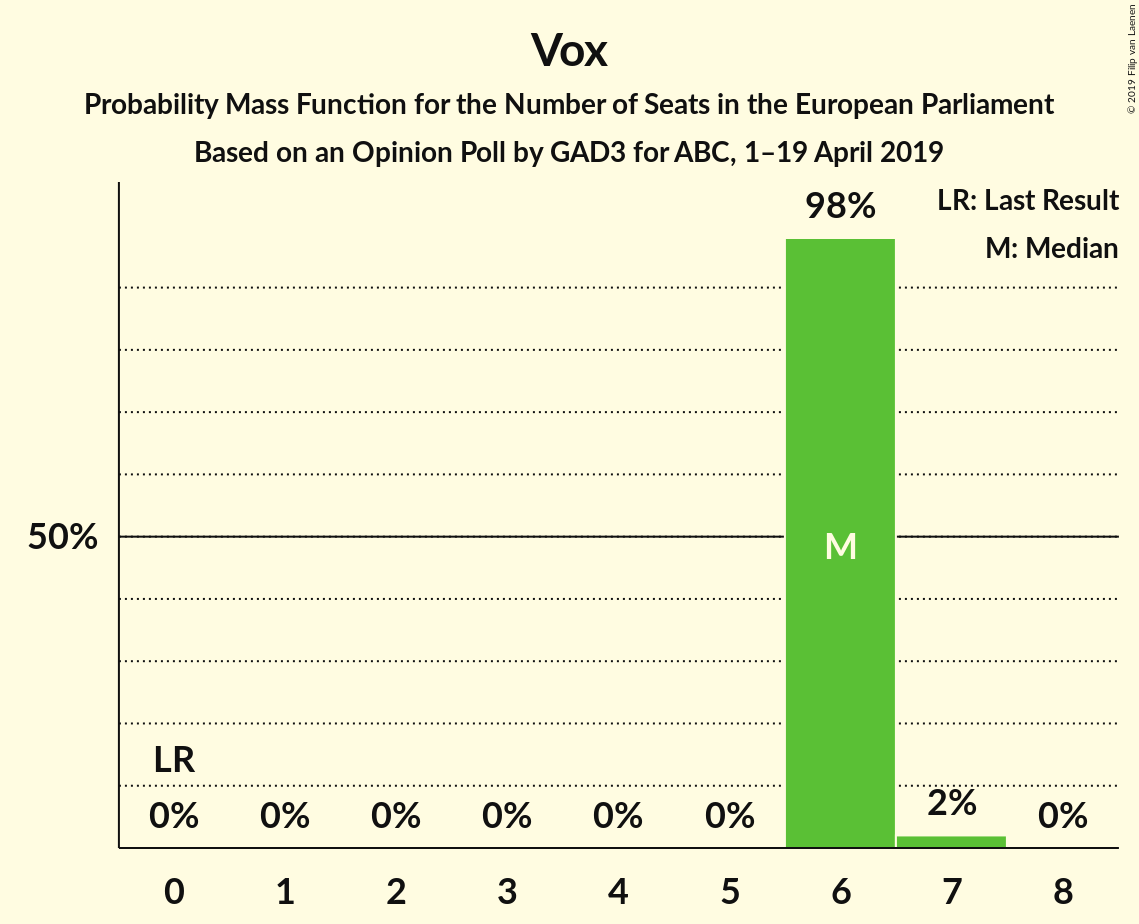 Vox
Probability Mass Function for the Number of Seats in the European Parliament
Based on an Opinion Poll by GAD3 for ABC, 1–19 April 2019
© 2019 Filip van Laenen
LR: Last Result
M: Median
98%
50%
M
LR
0% 0% 0% 0% 0% 0% 2% 0%
0 1 2 3 4 5 6 7 8